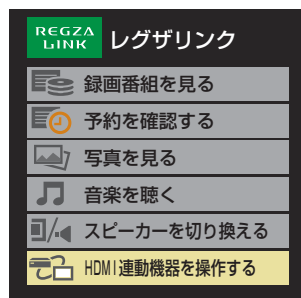 REGZA
LINK レグザリンク
録画番組を見る
予約を確認する
写真を見る
音楽を聴く
スピーカーを切り換える
HDMI連動機器を操作する